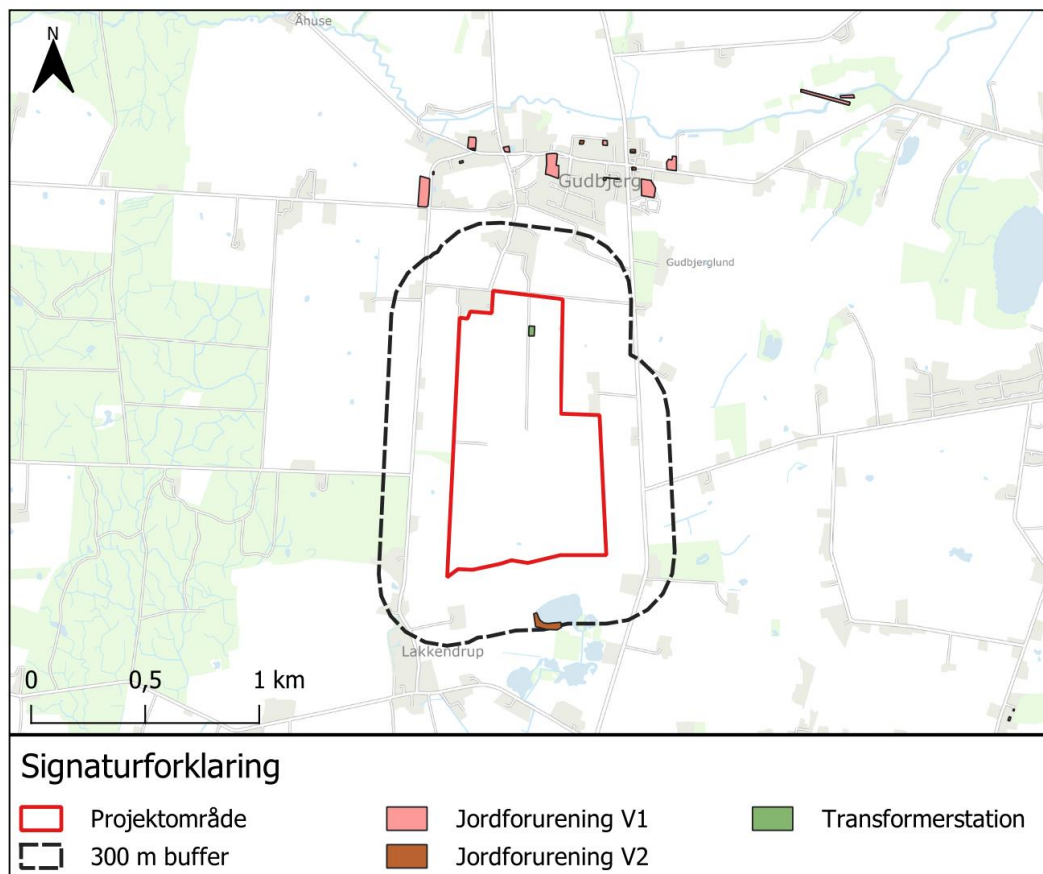 Åhuse
N
Gudbjerg
Gudbjerglund
Lakkendrup
0 0,5 1 km
Signaturforklaring
Projektområde
Jordforurening V1
Transformerstation
300 m buffer
Jordforurening V2